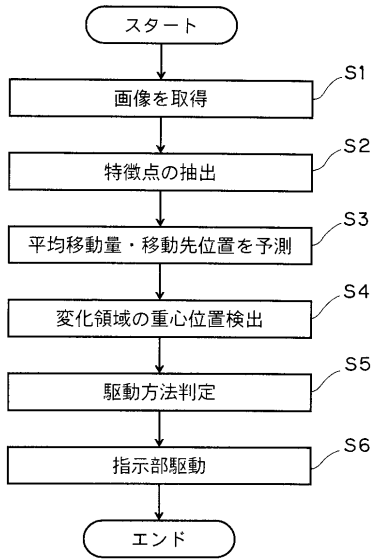 スタート
S1
画像を取得
S2
特徴点の抽出
S3
平均移動量・移動先位置を予測
S4
変化領域の重心位置検出
S5
駆動方法判定
S6
指示部駆動
エンド